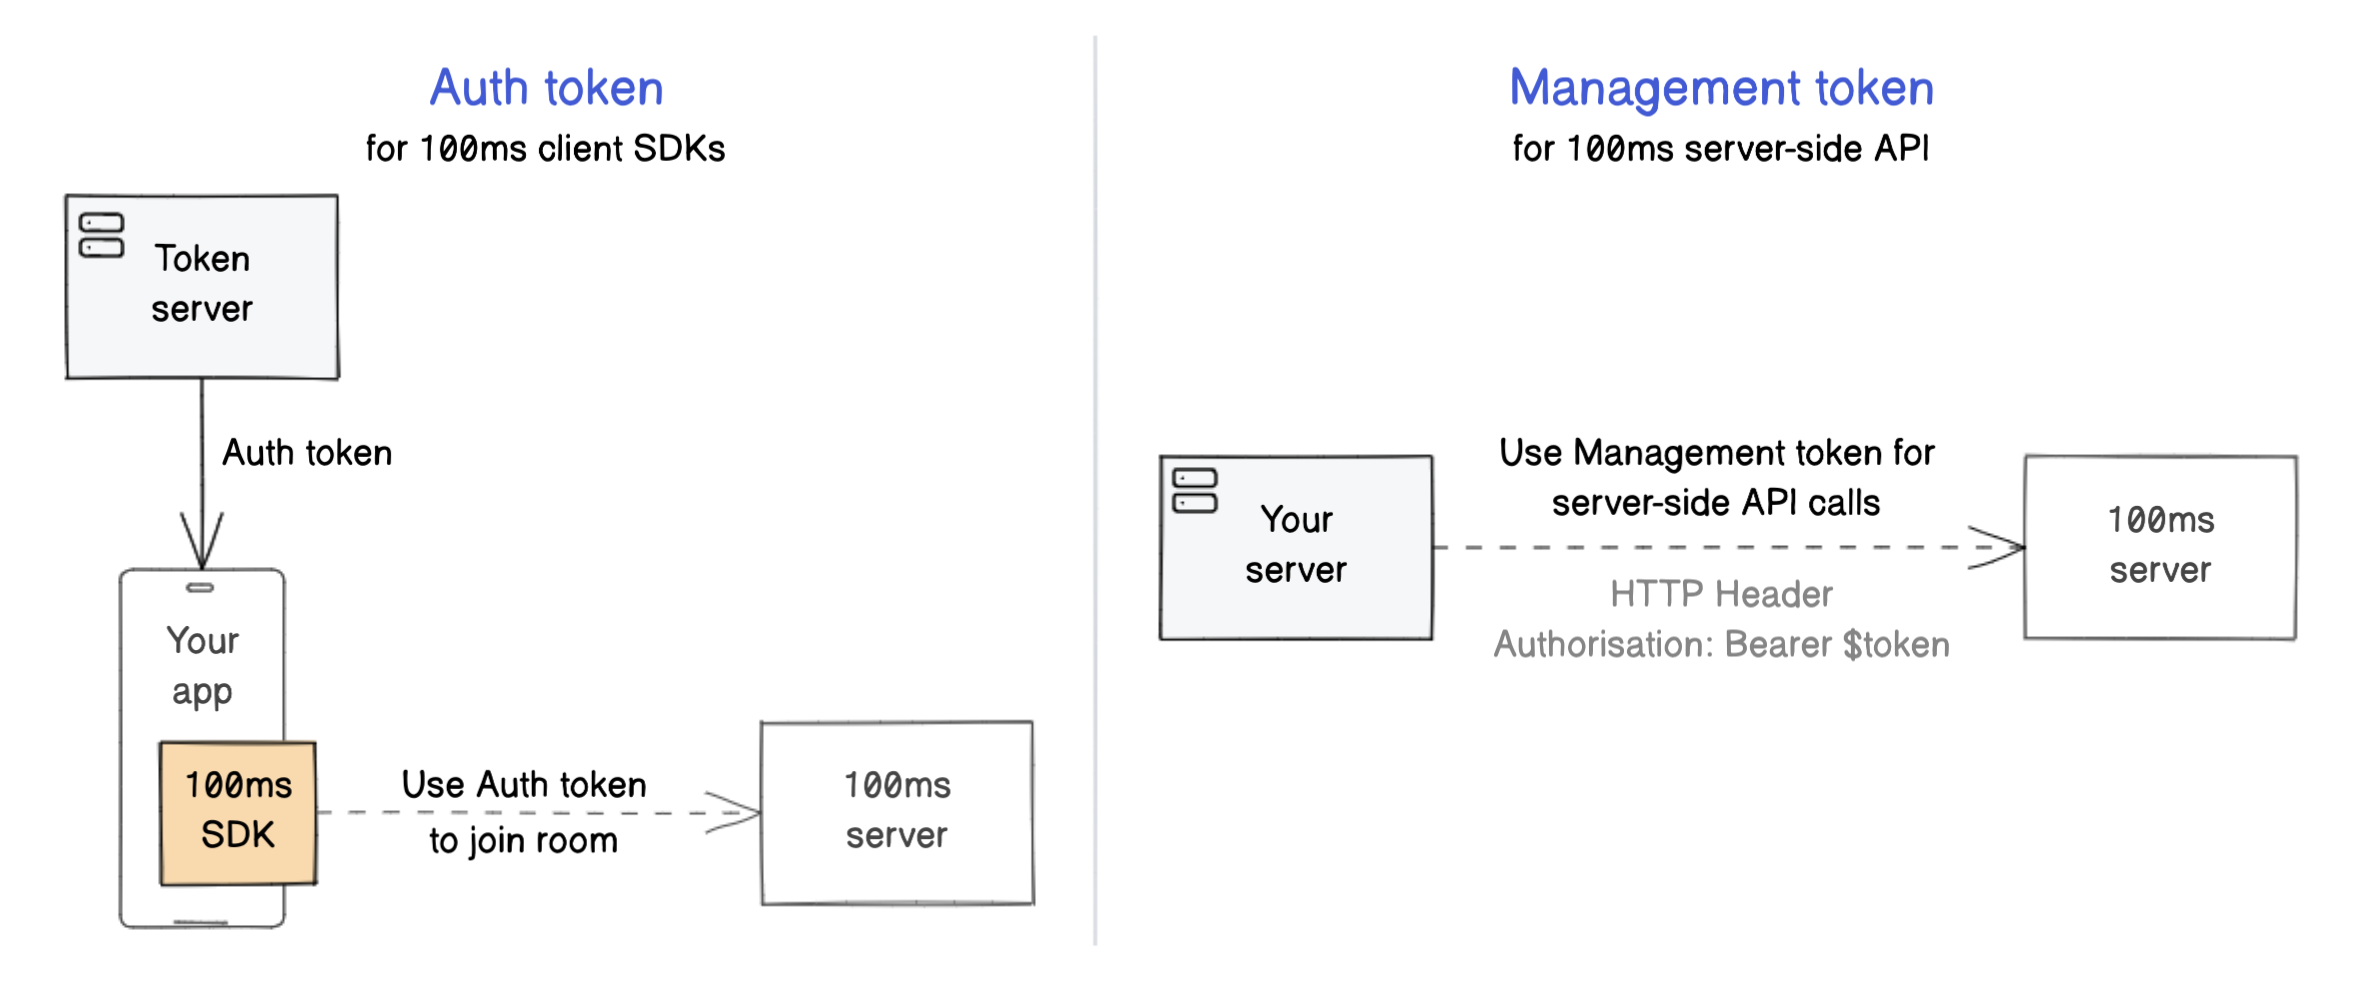 Auth token
for 100ms client SDKs
Token
server
Auth token
Your
app
100ms
SDK
Use Auth token
to join room
100ms
server
Management token
for 100ms server-side API
Your
server
Use Management token for
server-side API calls
HTTP Header
Authorisation: Bearer $token
100ms
server